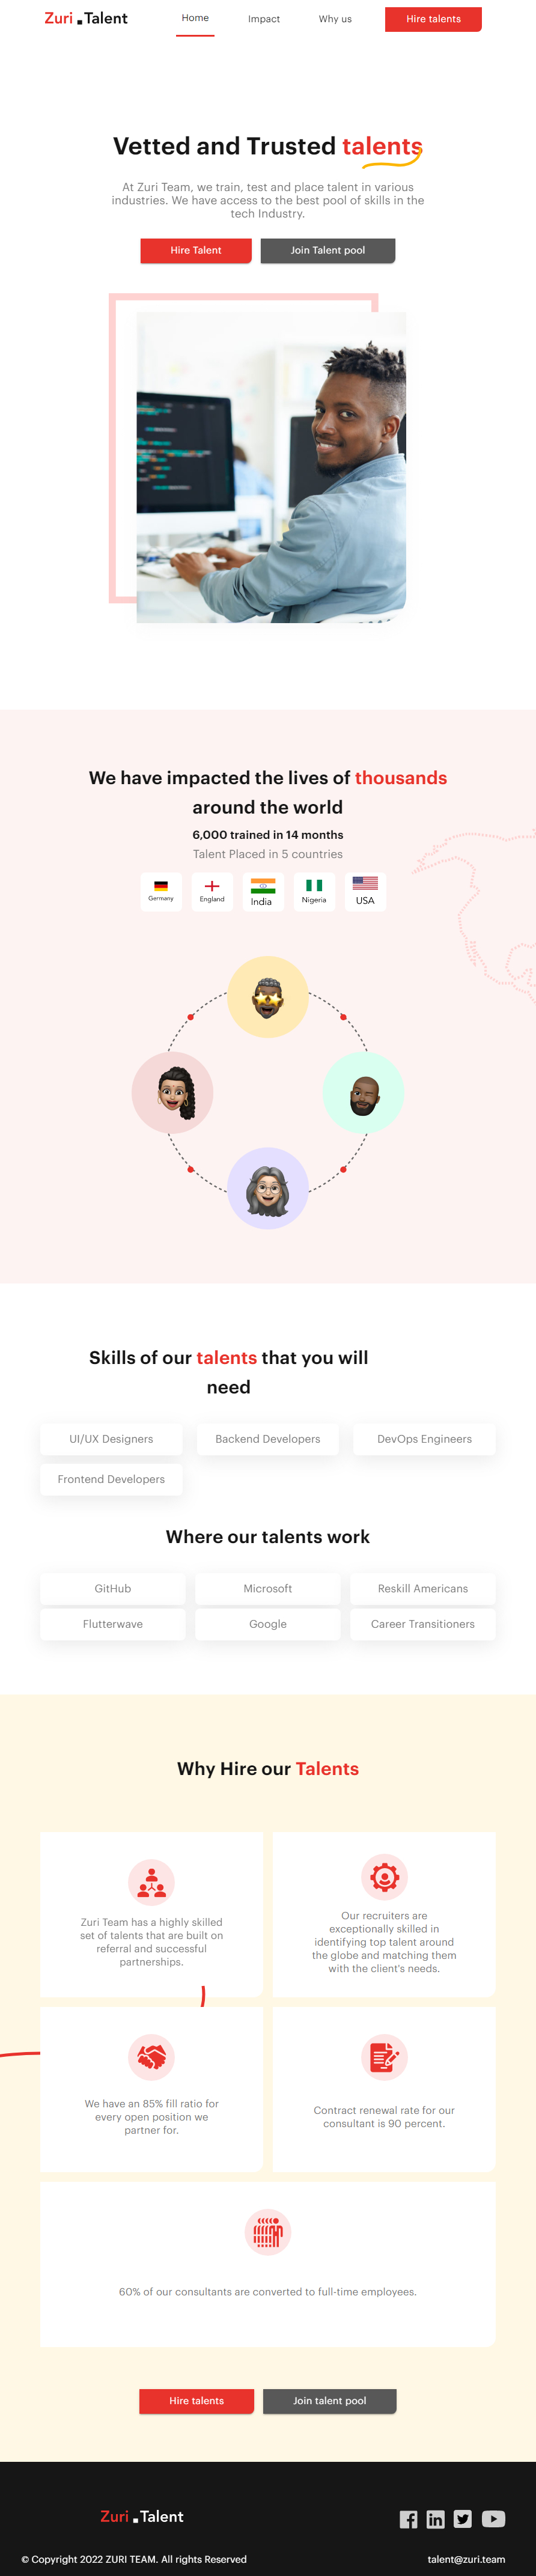 Zuri .Talent
Home
Impact
Why us
Hire talents
Vetted and Trusted talents
At Zuri Team, we train, test and place talent in various
industries. We have access to the best pool of skills in the
tech Industry.
Hire Talent
Join Talent pool
We have impacted the lives of thousands
around the world
6,000 trained in 14 months
Talent Placed in 5 countries
Germany
England
India
Nigeria
USA
Skills of our talents that you will
need
UI/UX Designers
Backend Developers
DevOps Engineers
Frontend Developers
Where our talents work
GitHub
Microsoft
Reskill Americans
Flutterwave
Google
Career Transitioners
Why Hire our Talents
Zuri Team has a highly skilled
set of talents that are built on
referral and successful
partnerships.
Our recruiters are
exceptionally skilled in
identifying top talent around
the globe and matching them
with the client's needs.
We have an 85% fill ratio for
every open position we
partner for.
Contract renewal rate for our
consultant is 90 percent.
60% of our consultants are converted to full-time employees.
Hire talents
Join talent pool
Zuri .Talent
© Copyright 2022 ZURI TEAM. All rights Reserved
talent@zuri.team